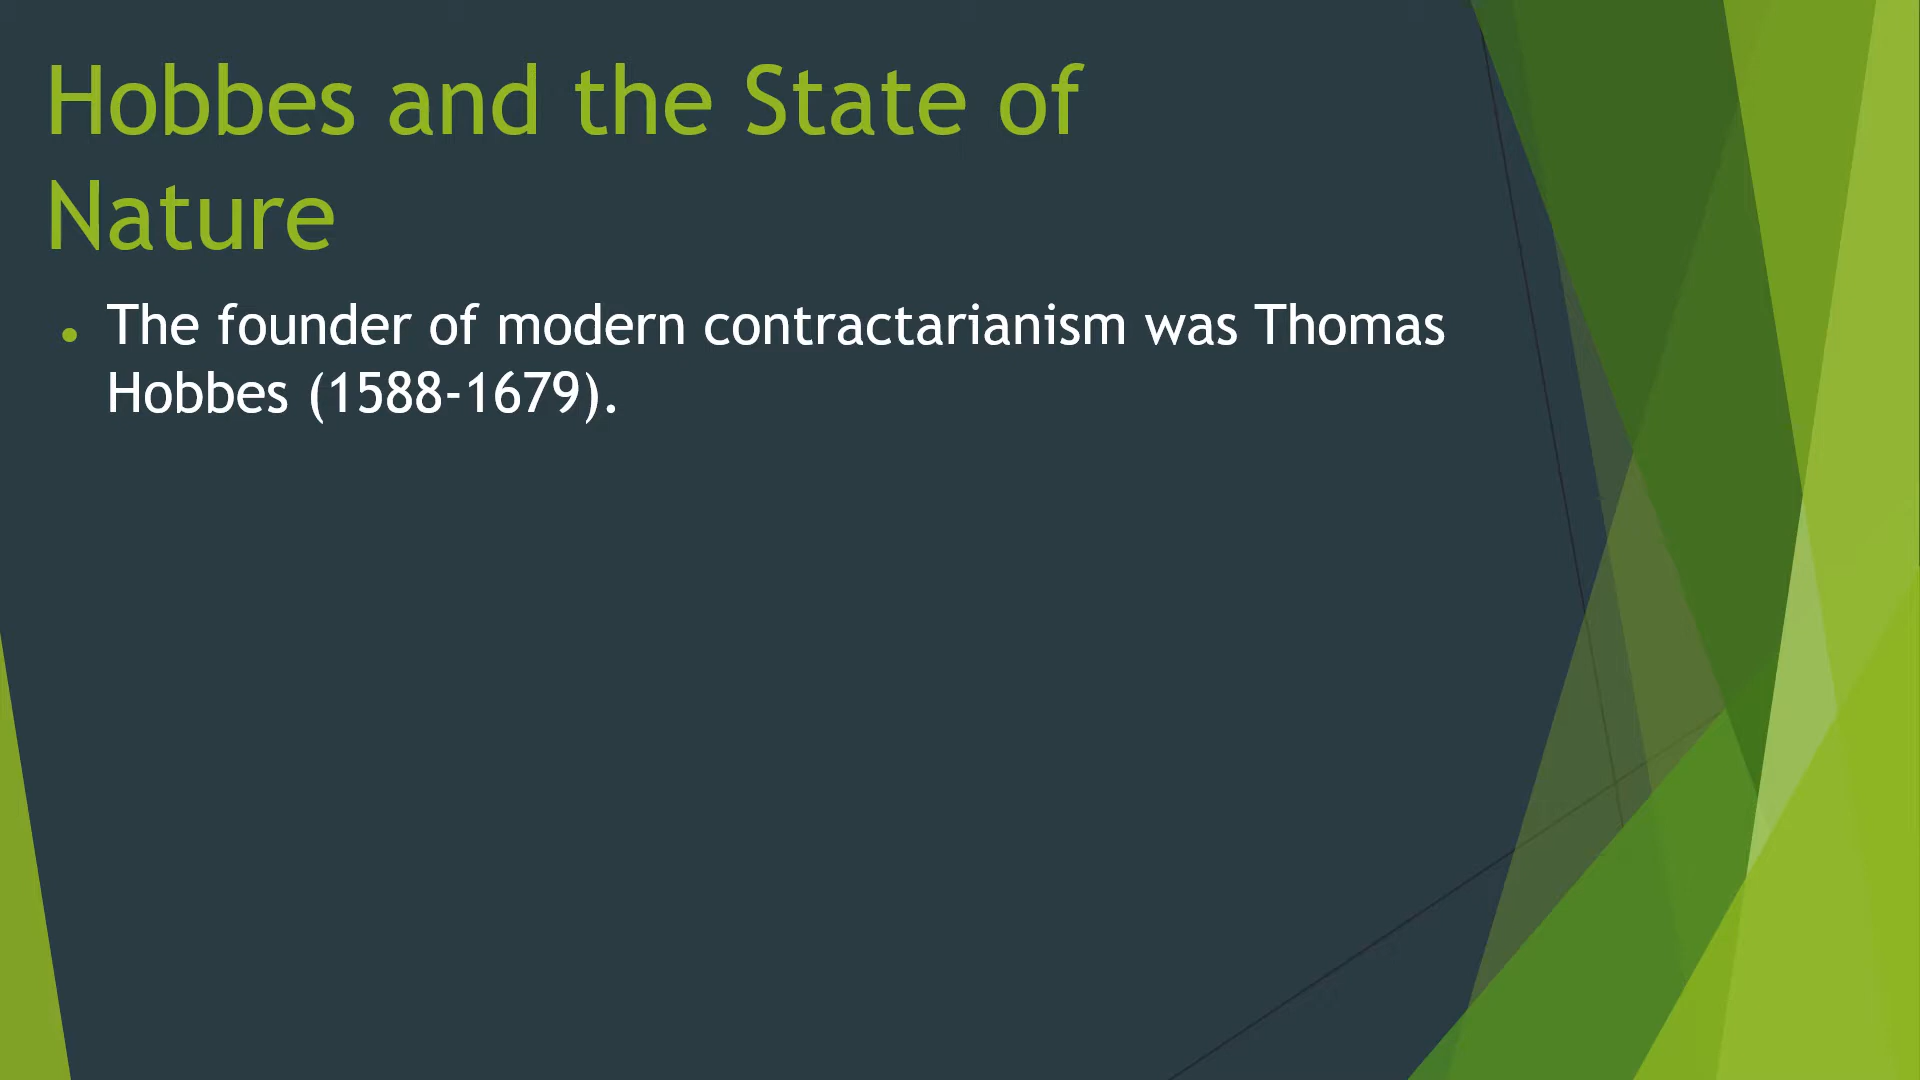 Hobbes and the State of
Nature
• The founder of modern contractarianism was Thomas
Hobbes (1588-1679).